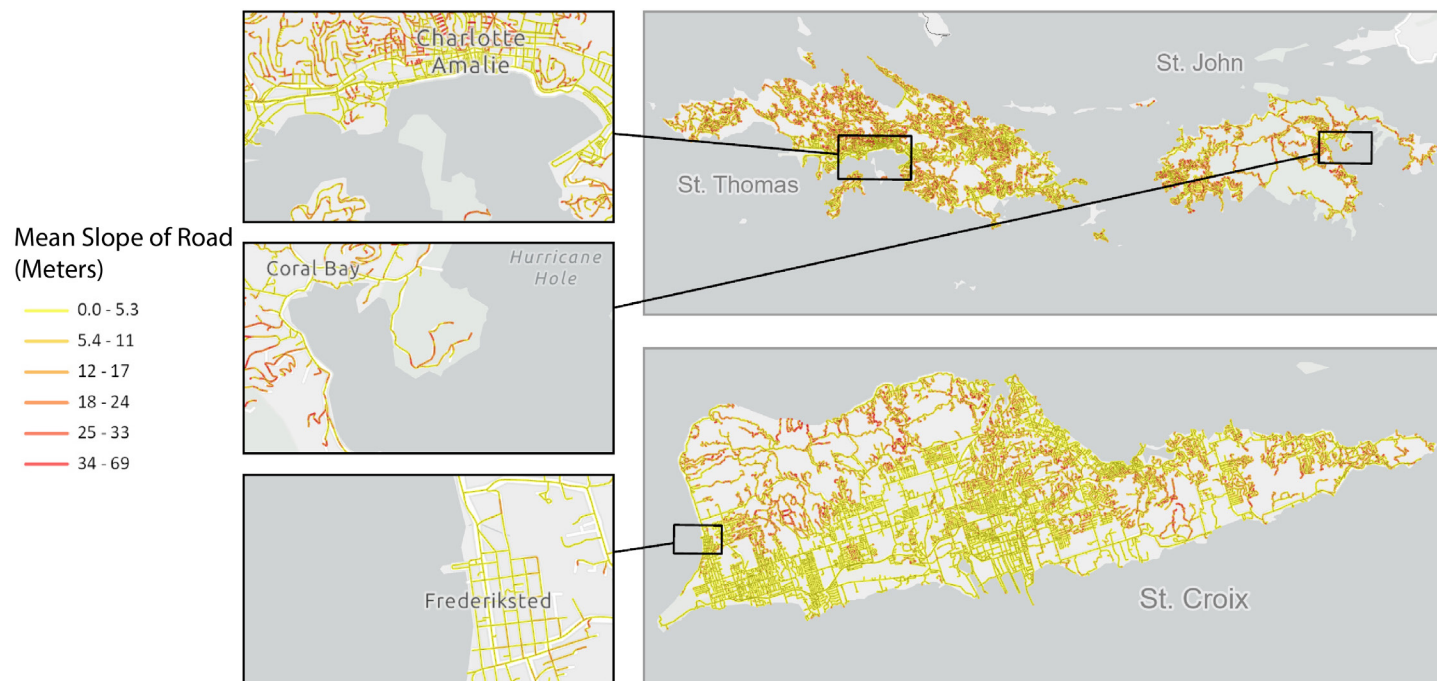 Mean Slope of Road
(Meters)
0.0 - 5.3
5.4 - 11
12 - 17
18 - 24
25 - 33
34 - 69
Charlotte
Amalie
Coral Bay
Hurricane
Hole
Frederiksted
St. Thomas
St. John
St. Croix